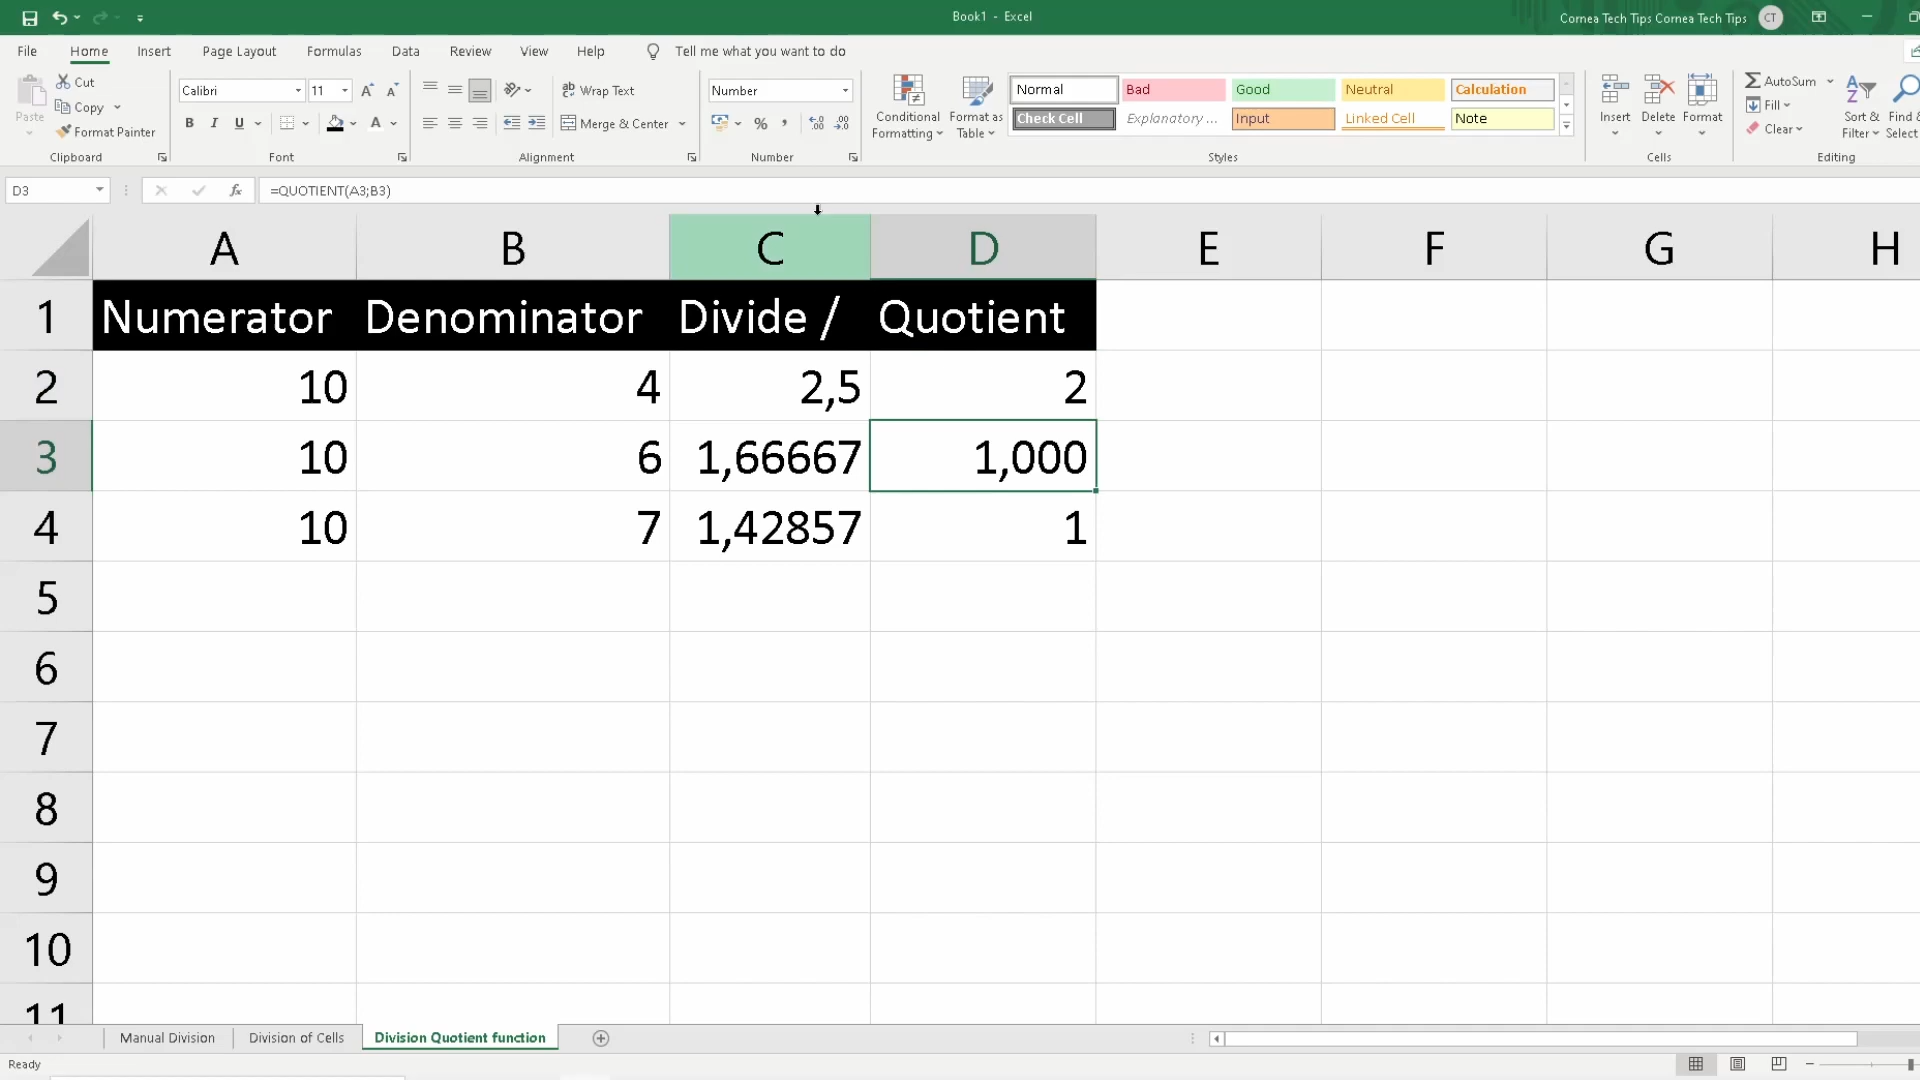 Book1 - Excel
Cornea Tech Tips Cornea Tech Tips CT
File Home Insert Page Layout Formulas Data Review View Help Tell me what you want to do
Paste
Cut
Copy
Format Painter
Clipboard
Calibri 11
B I U A
Font
Wrap Text
Merge & Center
Alignment
Number
%
Number
Conditional Formatting
Format as Table
Normal Bad Good Neutral Calculation
Check Cell Explanatory ... Input Linked Cell Note
Styles
Insert Delete Format
Cells
AutoSum
Fill
Clear
Sort & Filter
Find & Select
Editing
D3 fx =QUOTIENT(A3;B3)
A B C D E F G H
1 Numerator Denominator Divide / Quotient
2 10 4 2,5 2
3 10 6 1,66667 1,000
4 10 7 1,42857 1
5
6
7
8
9
10
11
Manual Division Division of Cells Division Quotient function
Ready